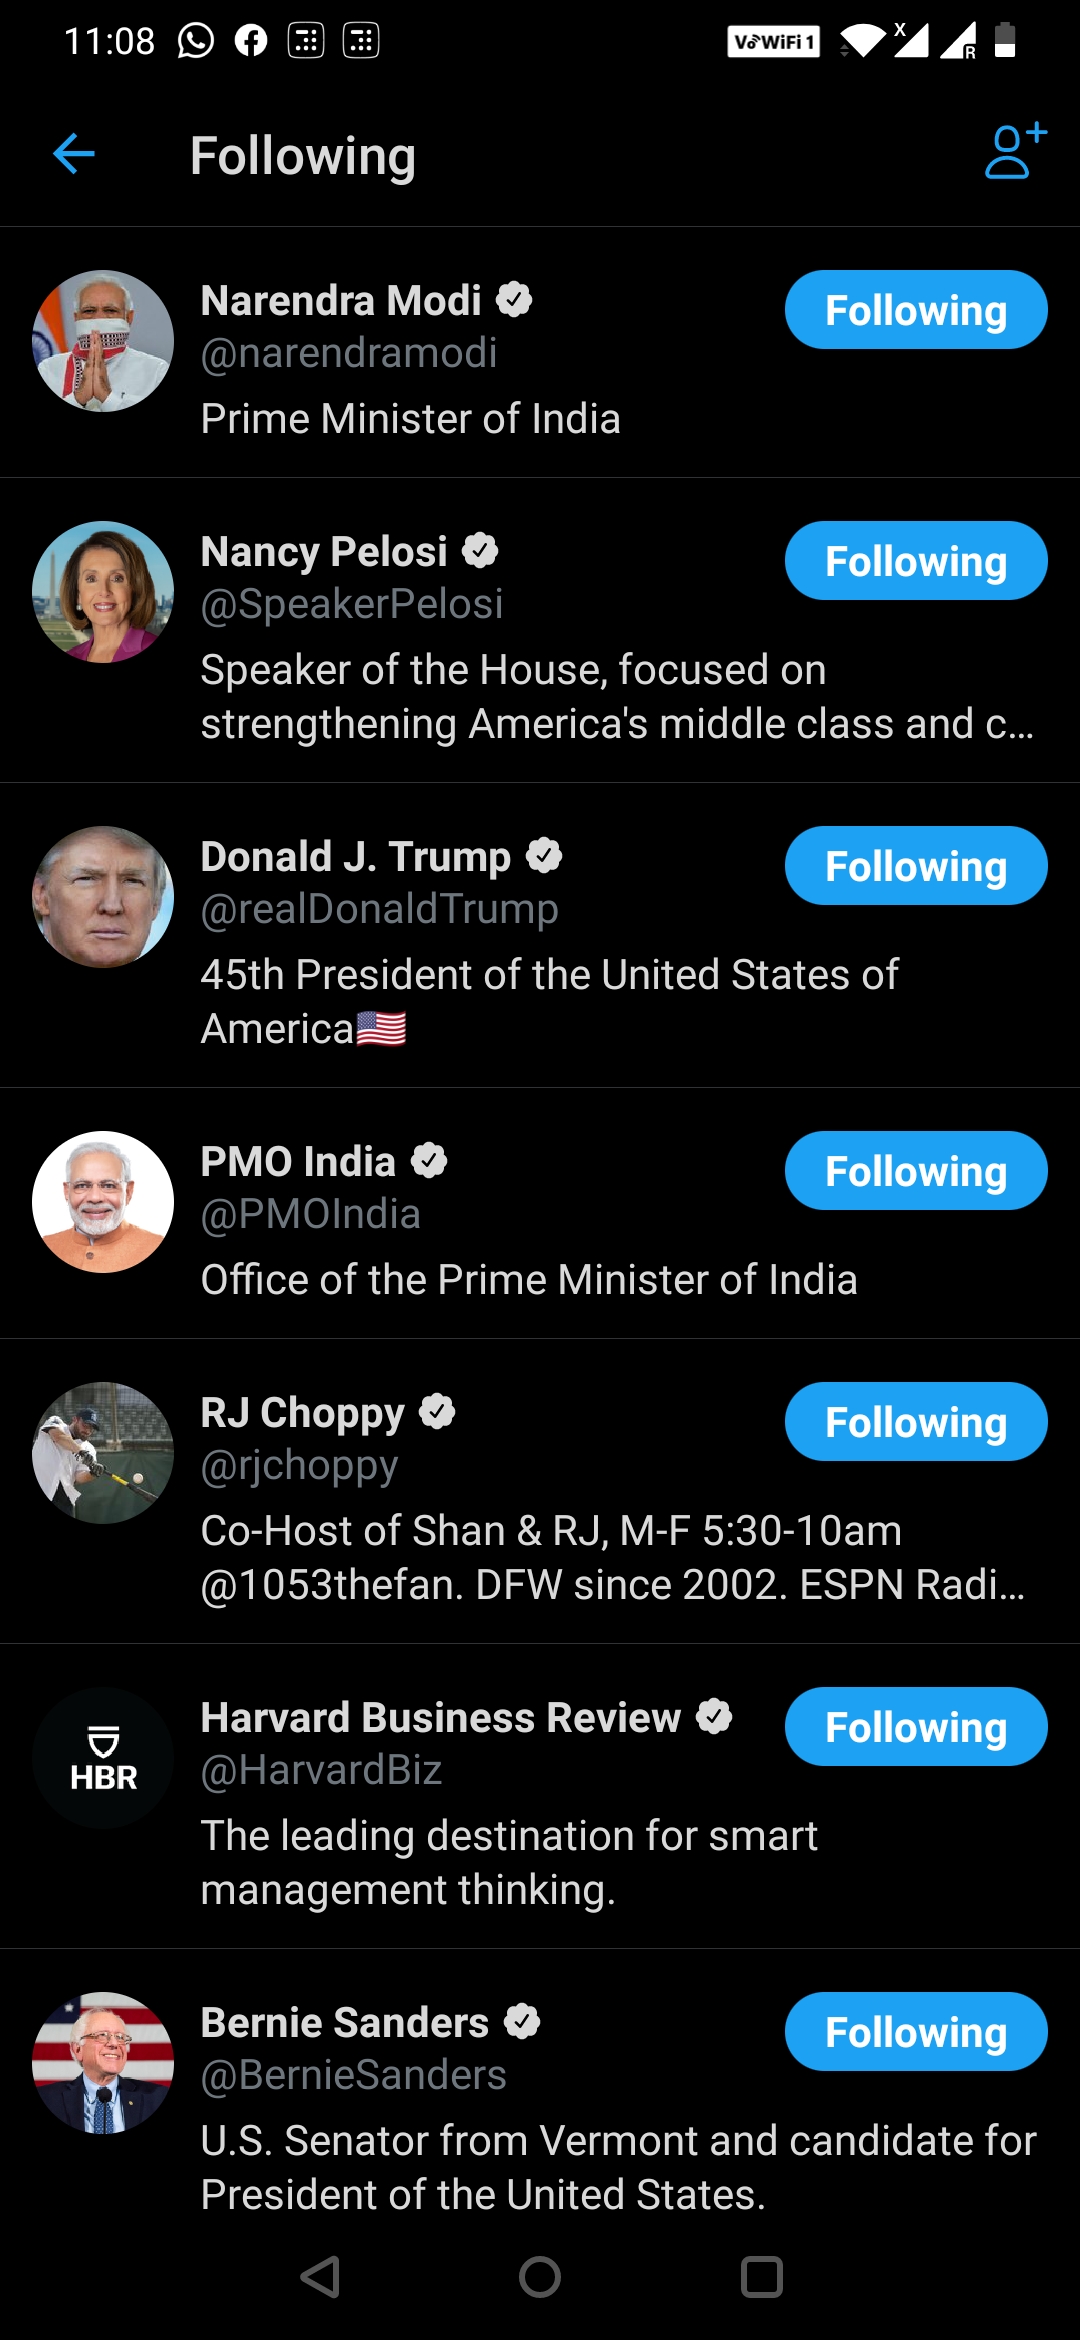 11:08
VoWiFi 1
X
R
Following
Narendra Modi
Following
@narendramodi
Prime Minister of India
Nancy Pelosi
Following
@SpeakerPelosi
Speaker of the House, focused on
strengthening America's middle class and c...
Donald J. Trump
Following
@realDonaldTrump
45th President of the United States of
America🇺🇸
PMO India
Following
@PMOIndia
Office of the Prime Minister of India
RJ Choppy
Following
@rjchoppy
Co-Host of Shan & RJ, M-F 5:30-10am
@1053thefan. DFW since 2002. ESPN Radi...
HBR
Harvard Business Review
Following
@HarvardBiz
The leading destination for smart
management thinking.
Bernie Sanders
Following
@BernieSanders
U.S. Senator from Vermont and candidate for
President of the United States.